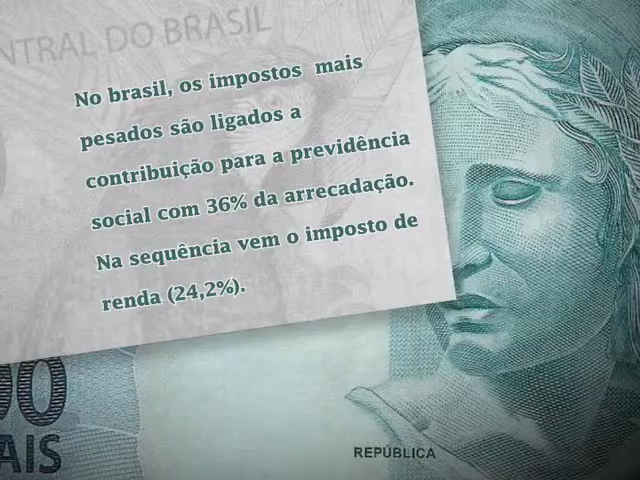 NTRAL DO BRASIL
No brasil, os impostos mais
pesados são ligados a
contribuição para a previdência
social com 36% da arrecadação.
Na sequência vem o imposto de
renda (24,2%).
00
AIS
REPÚBLICA